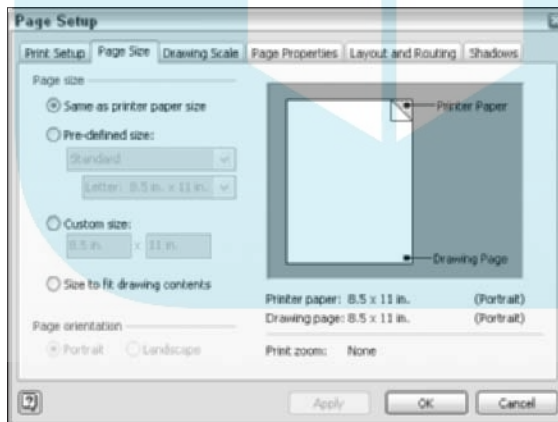 Page Setup
Print Setup Page Size Drawing Scale Page Properties Layout and Routing Shadows
Page size
Same as printer paper size
Pre-defined size:
Standard
Letter: 8.5 in. x 11 in.
Custom size:
8.5 in. x 11 in.
Size to fit drawing contents
Page orientation
Portrait Landscape
Printer Paper
Drawing Page
Printer paper: 8.5 x 11 in. (Portrait)
Drawing page: 8.5 x 11 in. (Portrait)
Print zoom: None
Apply OK Cancel